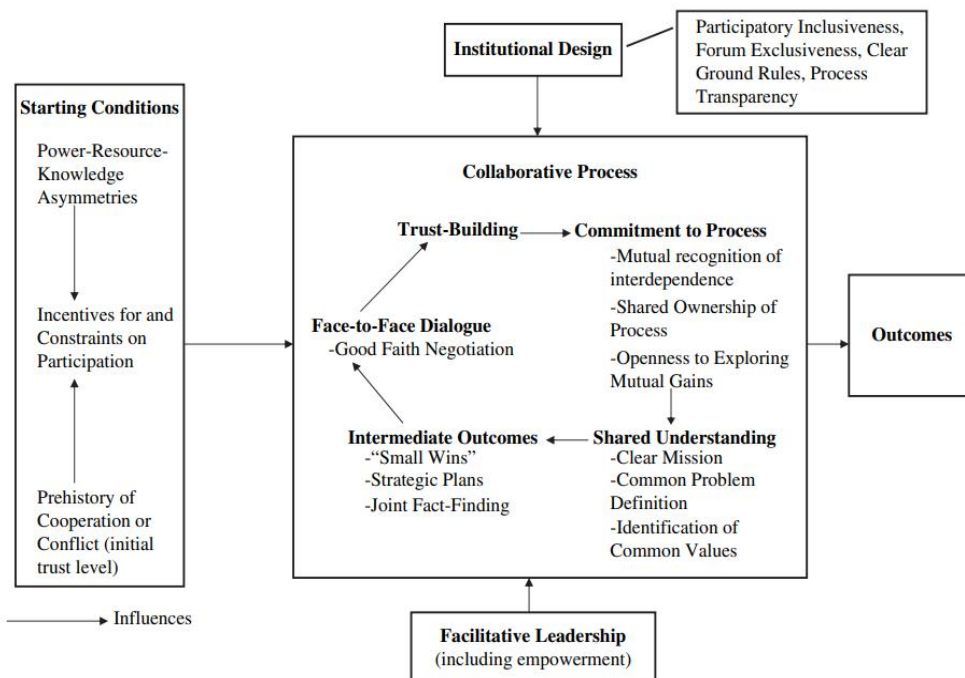 Institutional Design
Participatory Inclusiveness,
Forum Exclusiveness, Clear
Ground Rules, Process
Transparency
Starting Conditions
Power-Resource-
Knowledge
Asymmetries
Incentives for and
Constraints on
Participation
Prehistory of
Cooperation or
Conflict (initial
trust level)
Influences
Collaborative Process
Trust-Building
Commitment to Process
-Mutual recognition of
interdependence
-Shared Ownership of
Process
-Openness to Exploring
Mutual Gains
Face-to-Face Dialogue
-Good Faith Negotiation
Intermediate Outcomes
-“Small Wins”
-Strategic Plans
-Joint Fact-Finding
Shared Understanding
-Clear Mission
-Common Problem
Definition
-Identification of
Common Values
Outcomes
Facilitative Leadership
(including empowerment)